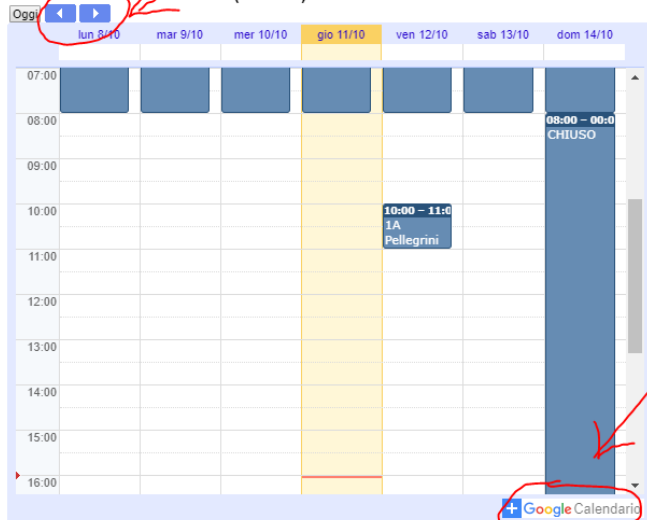 Oggi
lun 8/10 mar 9/10 mer 10/10 gio 11/10 ven 12/10 sab 13/10 dom 14/10
07:00
08:00
08:00 – 00:0
CHIUSO
09:00
10:00
10:00 – 11:0
1A
Pellegrini
11:00
12:00
13:00
14:00
15:00
16:00
Google Calendario